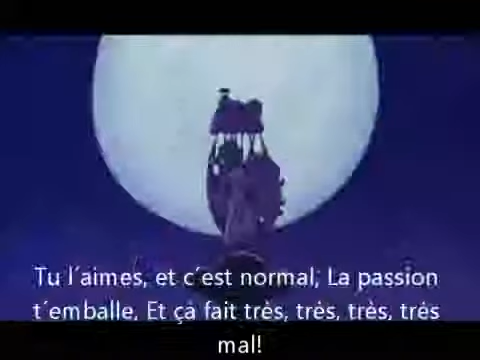 Tu l´aimes, et c´est normal, La passion
t´emballe, Et ça fait très, très, très, très
mal!